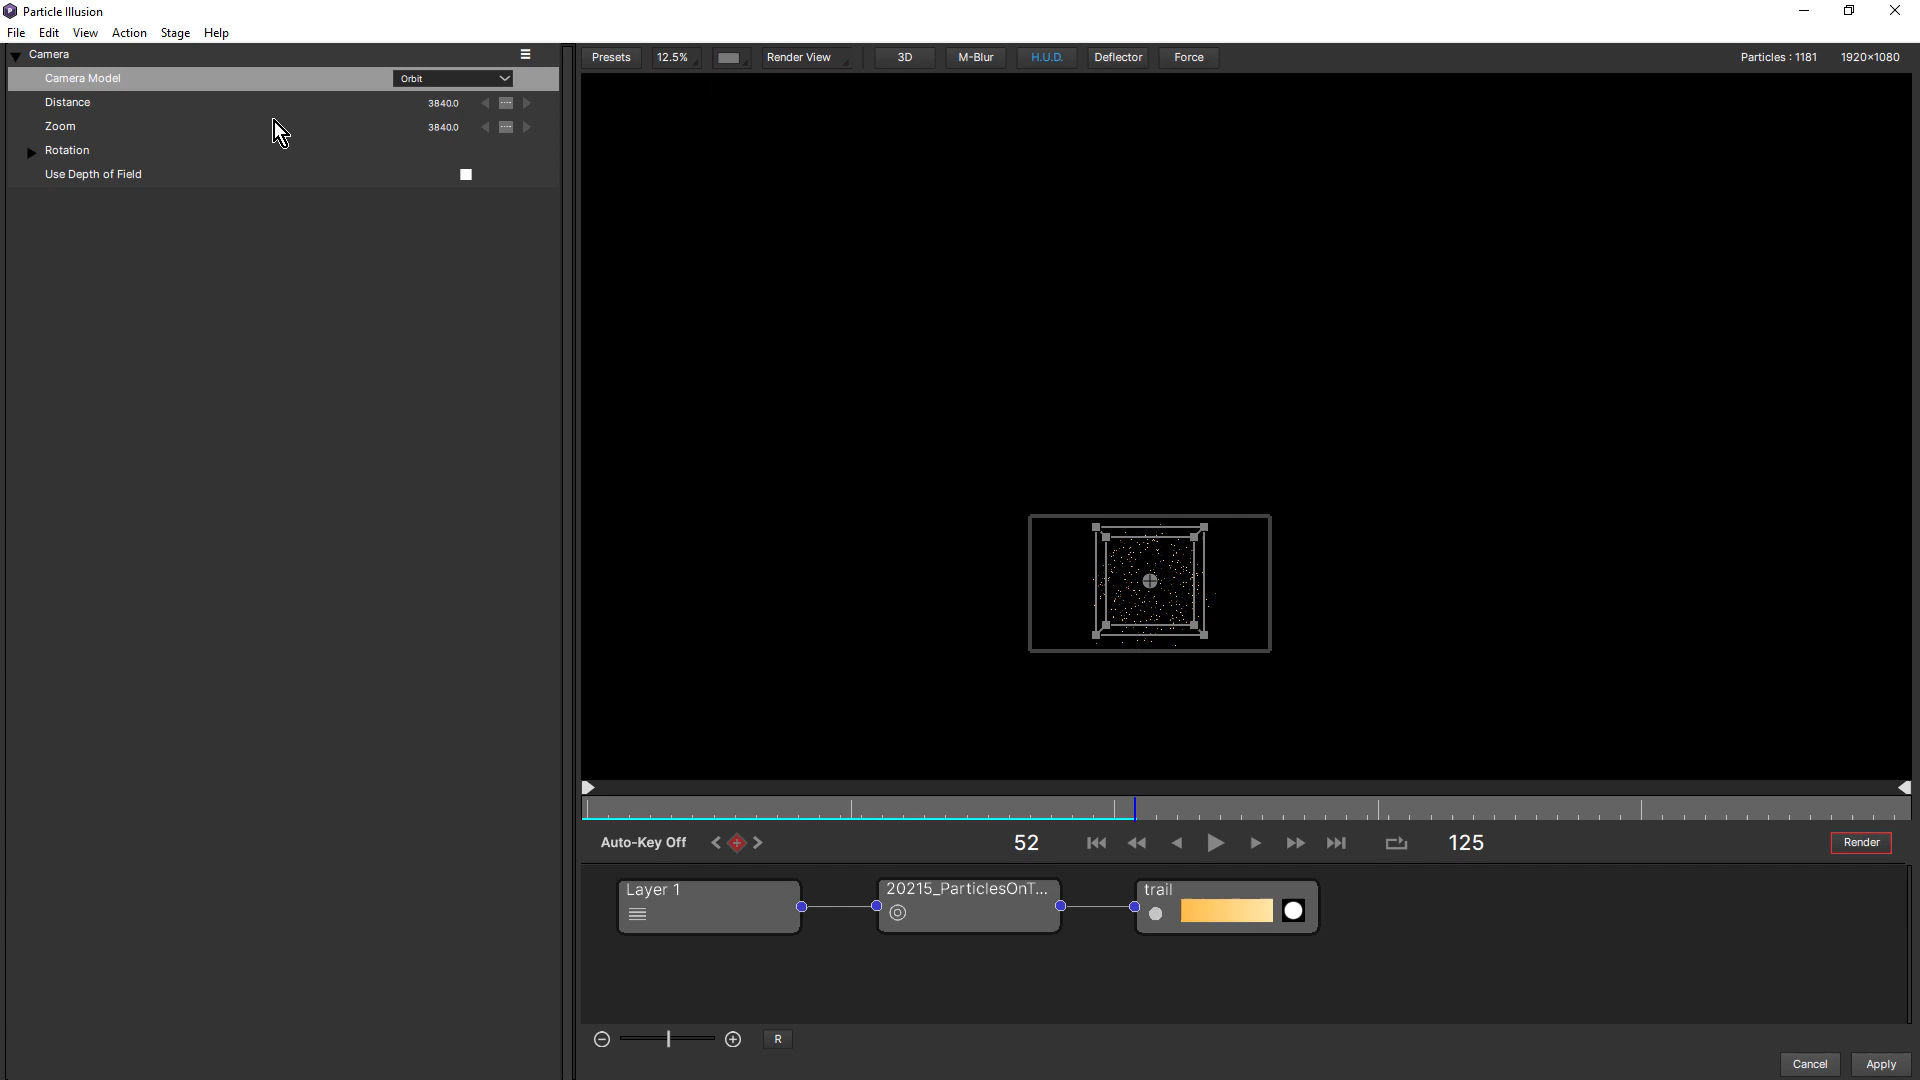 Particle Illusion
File Edit View Action Stage Help
Camera
Camera Model Orbit
Distance 3840.0
Zoom 3840.0
Rotation
Use Depth of Field
Presets 12.5% Render View 3D M-Blur H.U.D. Deflector Force Particles : 1181 1920×1080
Auto-Key Off 52 125 Render
Layer 1 20215_ParticlesOnT... trail
R
Cancel Apply